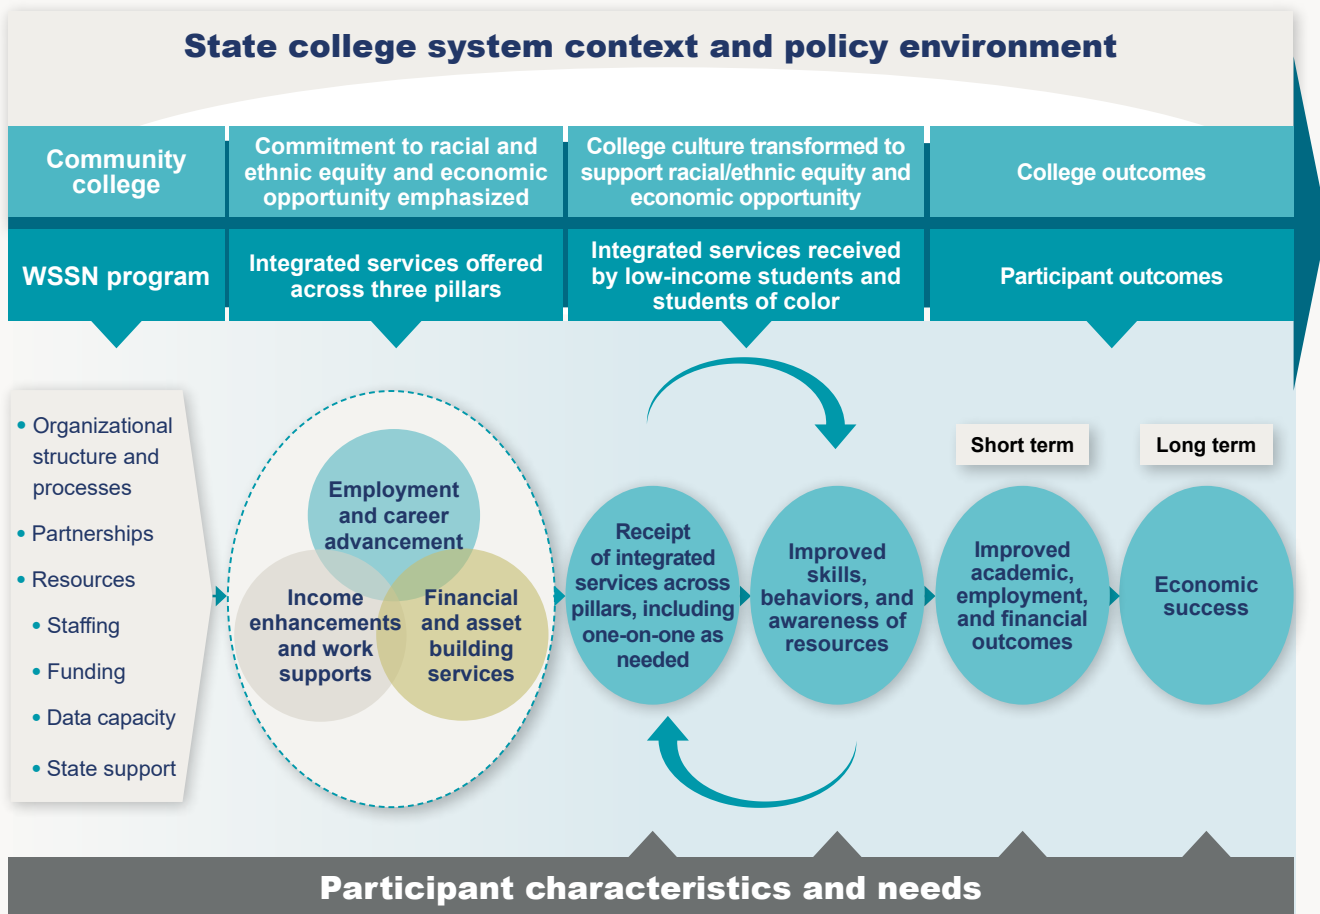 State college system context and policy environment
Community
college
Commitment to racial and
ethnic equity and economic
opportunity emphasized
College culture transformed to
support racial/ethnic equity and
economic opportunity
College outcomes
WSSN program
Integrated services offered
across three pillars
Integrated services received
by low-income students and
students of color
Participant outcomes
• Organizational
structure and
processes
• Partnerships
• Resources
• Staffing
• Funding
• Data capacity
• State support
Employment
and career
advancement
Income
enhancements
and work
supports
Financial
and asset
building
services
Receipt
of integrated
services across
pillars, including
one-on-one as
needed
Improved
skills,
behaviors, and
awareness of
resources
Short term
Improved
academic,
employment,
and financial
outcomes
Long term
Economic
success
Participant characteristics and needs